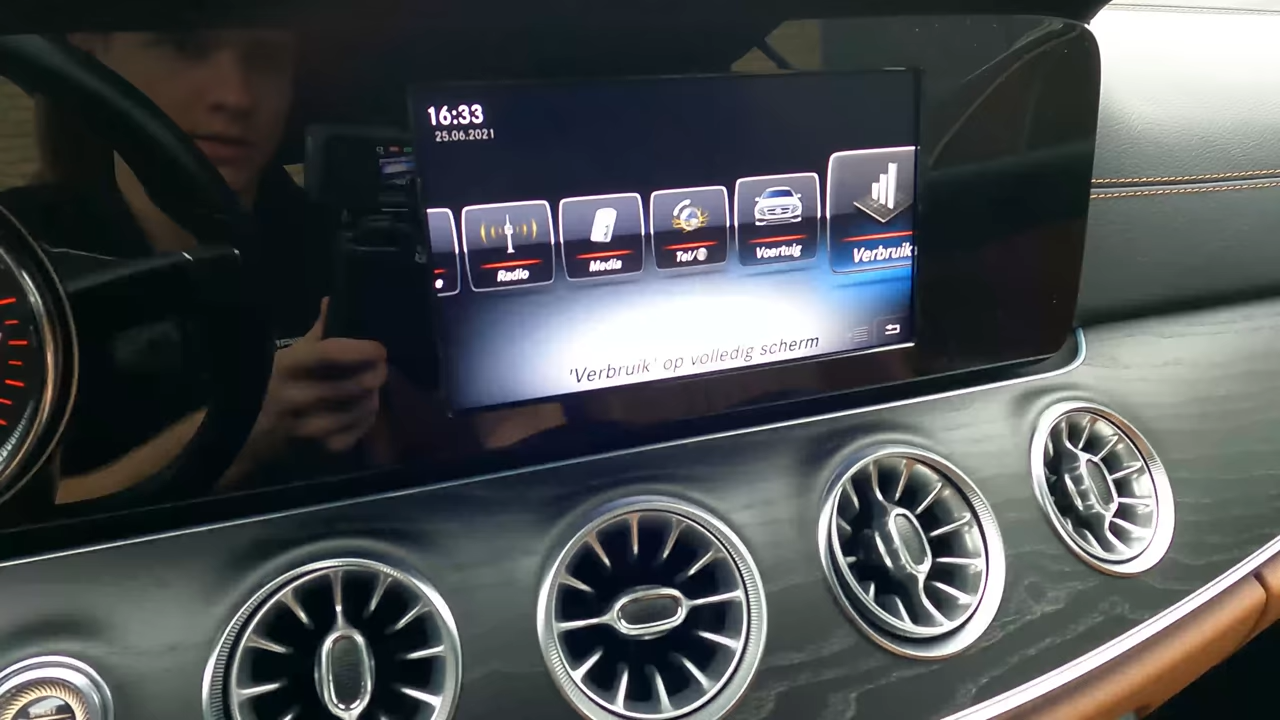 16:33
25.06.2021
e
Radio
Media
Tel/
Voertuig
Verbruik
'Verbruik' op volledig scherm